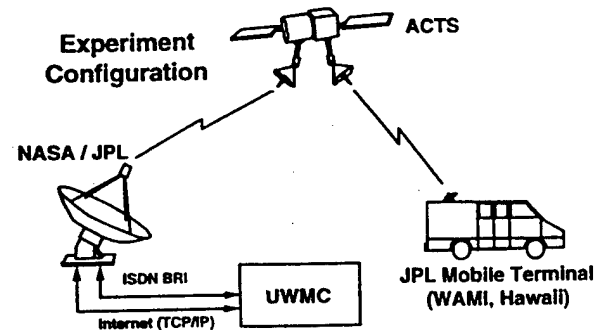 Experiment
Configuration
ACTS
NASA / JPL
ISDN BRI
UWMC
Internet (TCP/IP)
JPL Mobile Terminal
(WAMI, Hawaii)